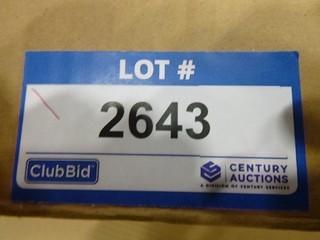 LOT #
2643
ClubBid
CENTURY
AUCTIONS
A DIVISION OF CENTURY SERVICES